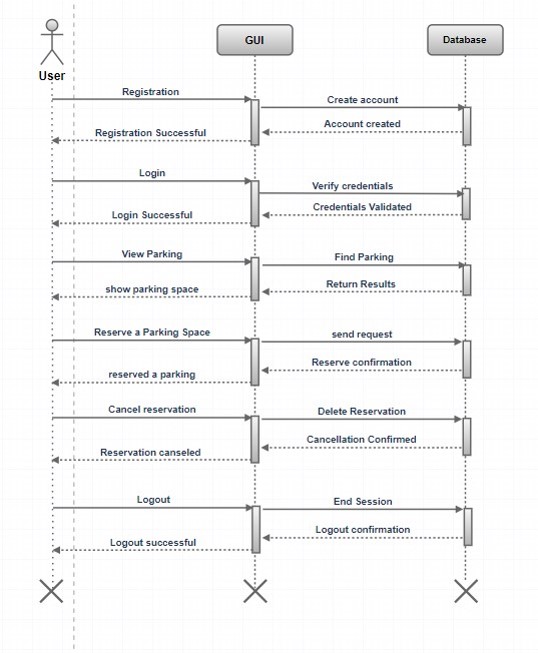 GUI
Database
User
Registration
Create account
Account created
Registration Successful
Login
Verify credentials
Credentials Validated
Login Successful
View Parking
Find Parking
Return Results
show parking space
Reserve a Parking Space
send request
Reserve confirmation
reserved a parking
Cancel reservation
Delete Reservation
Cancellation Confirmed
Reservation canseled
Logout
End Session
Logout confirmation
Logout successful